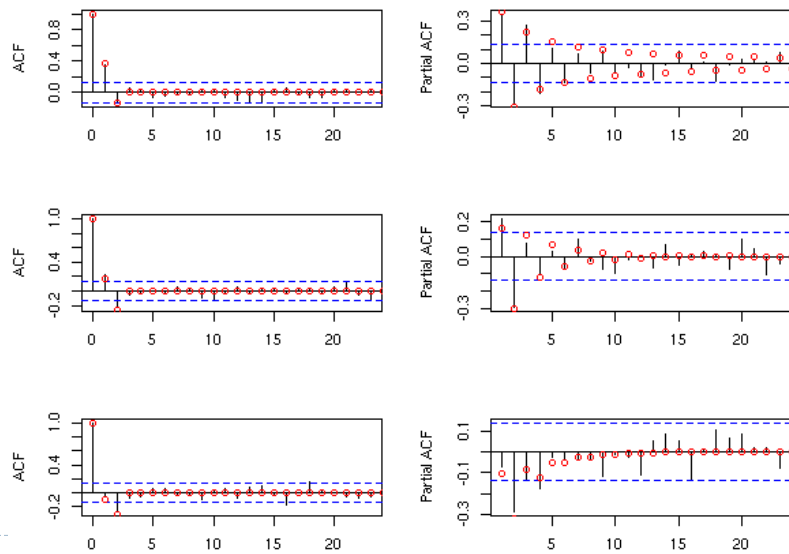 ACF
0.0 0.4 0.8
0 5 10 15 20
Partial ACF
-0.3 0.0 0.3
5 10 15 20
ACF
-0.2 0.4 1.0
0 5 10 15 20
Partial ACF
-0.3 0.0 0.2
5 10 15 20
ACF
-0.2 0.4 1.0
0 5 10 15 20
Partial ACF
-0.3 -0.1 0.1
5 10 15 20